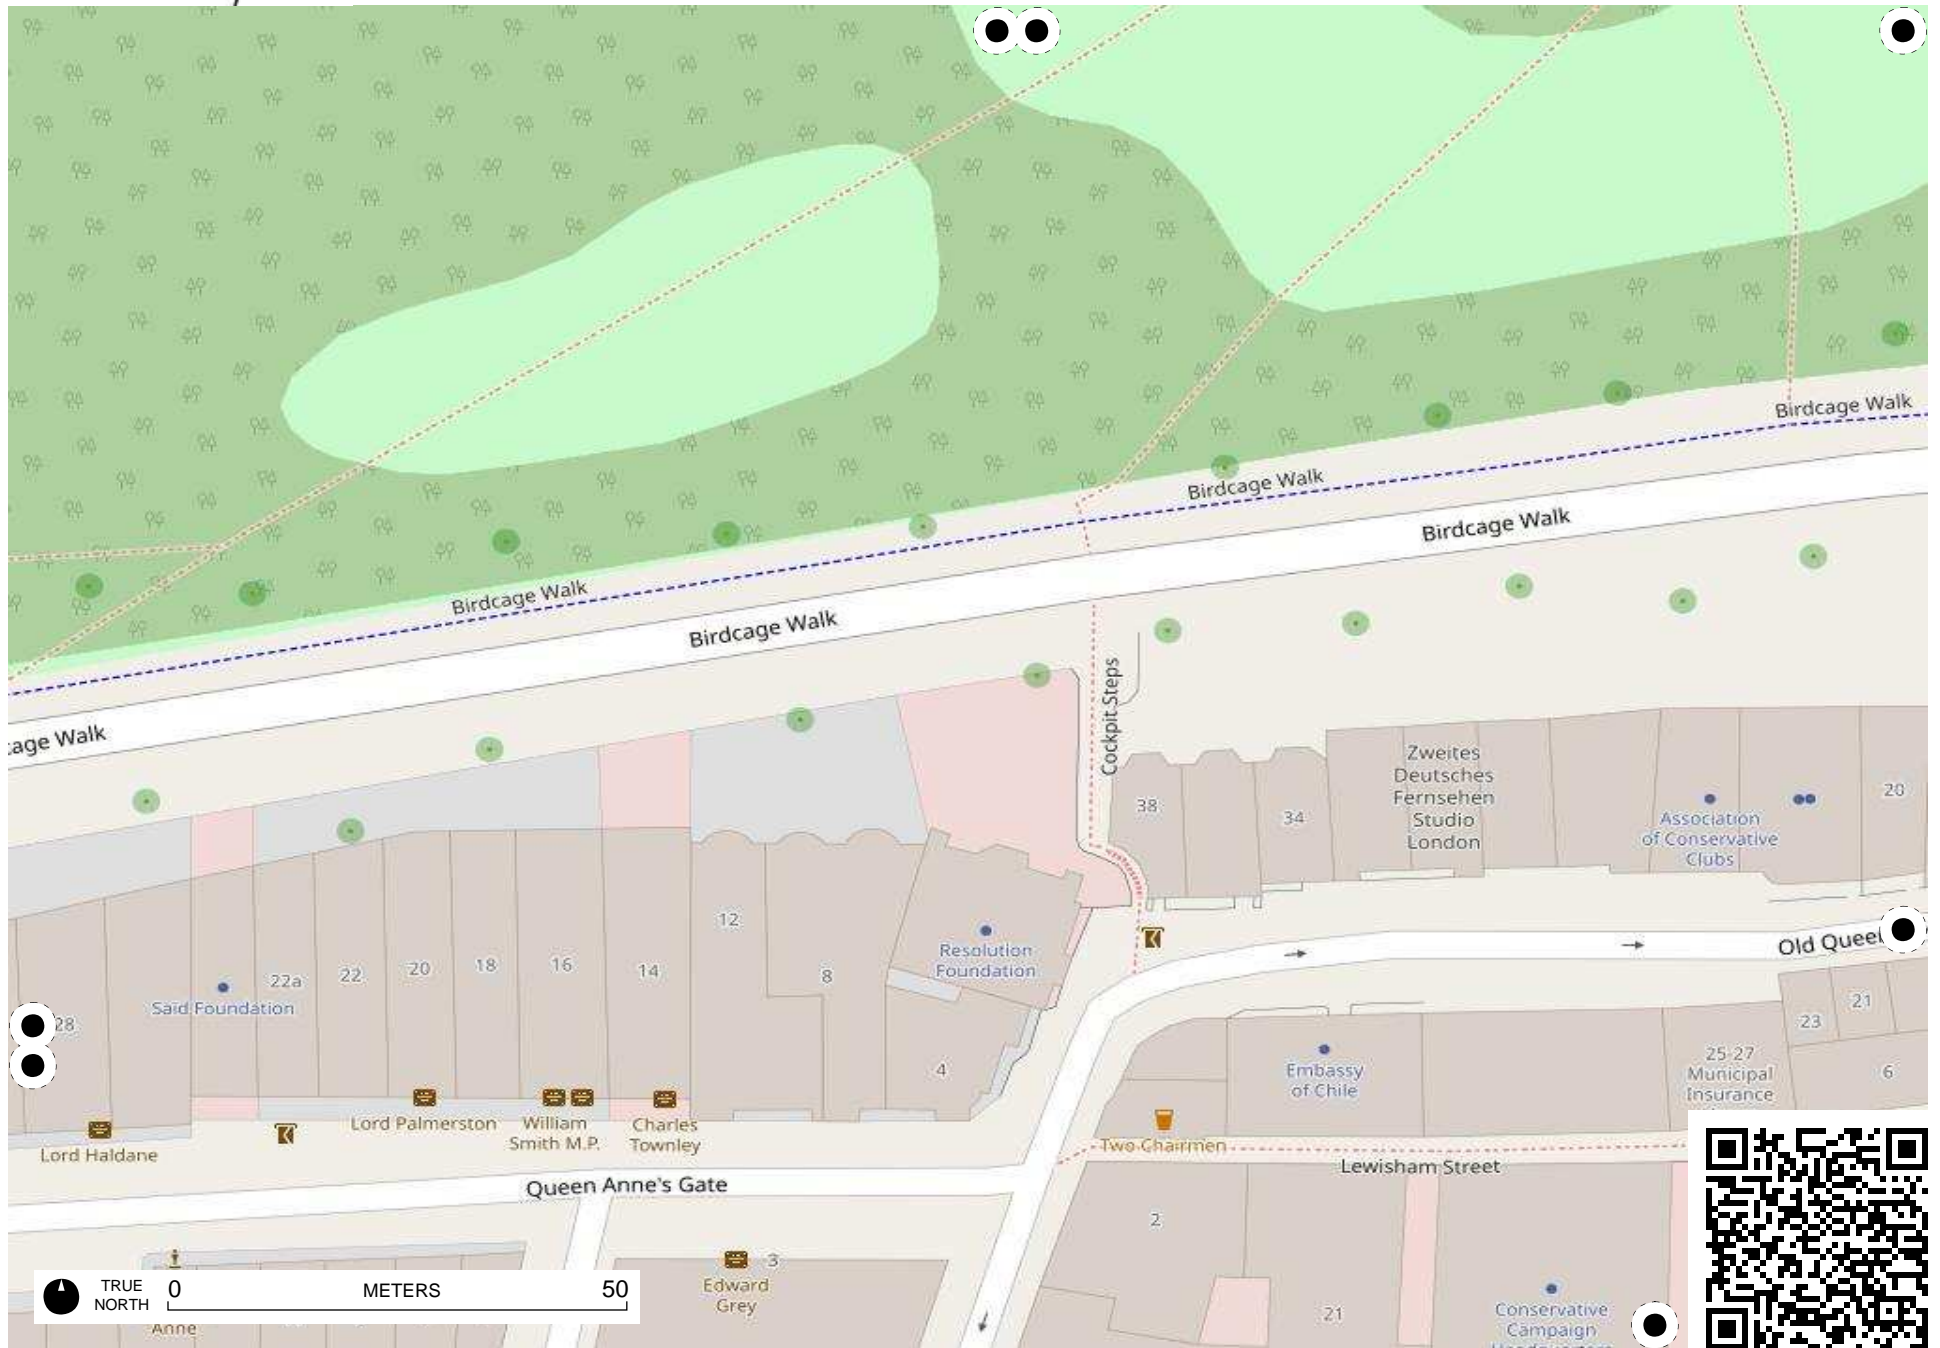 Birdcage Walk
Birdcage Walk
Birdcage Walk
Birdcage Walk
Birdcage Walk
cage Walk
Cockpit Steps
Zweites
Deutsches
Fernsehen
Studio
London
38
34
20
Association
of Conservative
Clubs
12
Resolution
Foundation
8
14
16
18
20
22
22a
Said Foundation
28
4
Old Queen
21
23
25-27
Municipal
Insurance
6
Embassy
of Chile
Two Chairmen
Lewisham Street
Lord Palmerston
William
Smith M.P.
Charles
Townley
Lord Haldane
Queen Anne's Gate
2
3
Edward
Grey
21
Conservative
Campaign
Anne
TRUE
NORTH
0
METERS
50